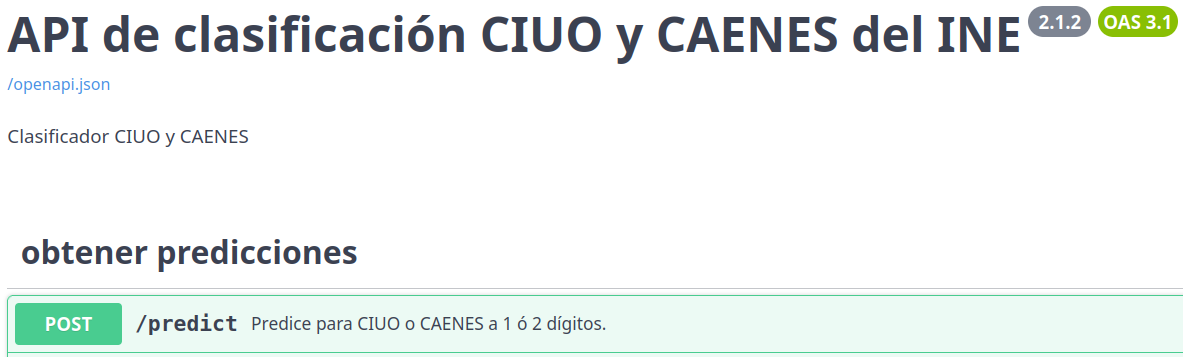 API de clasificación CIUO y CAENES del INE 2.1.2 OAS 3.1
/openapi.json
Clasificador CIUO y CAENES
obtener predicciones
POST /predict Predice para CIUO o CAENES a 1 ó 2 dígitos.